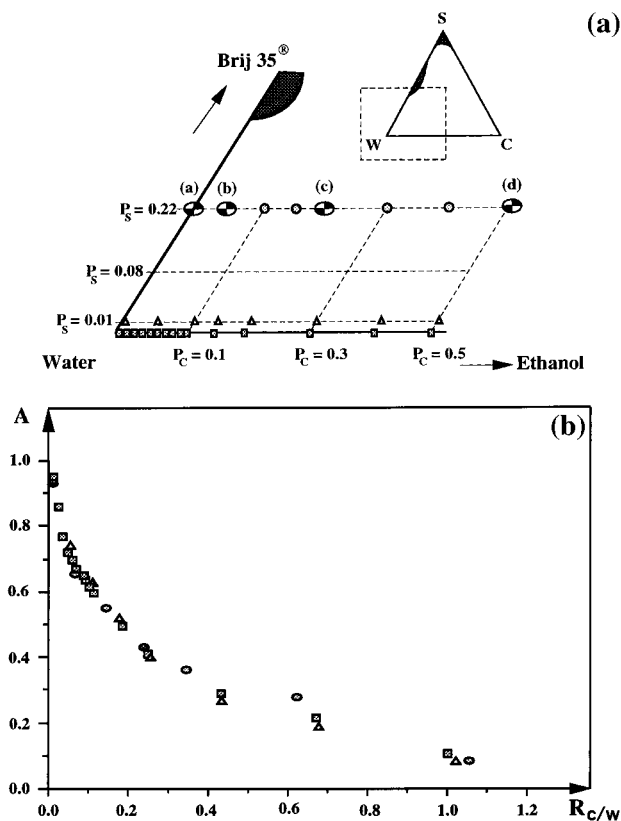 (a)
S
Brij 35®
W
C
(a) (b) (c) (d)
P_S = 0.22
P_S = 0.08
P_S = 0.01
Water P_C = 0.1 P_C = 0.3 P_C = 0.5 Ethanol
A
(b)
1.0
0.8
0.6
0.4
0.2
0.0
0.0 0.2 0.4 0.6 0.8 1.0 1.2 R_C/W